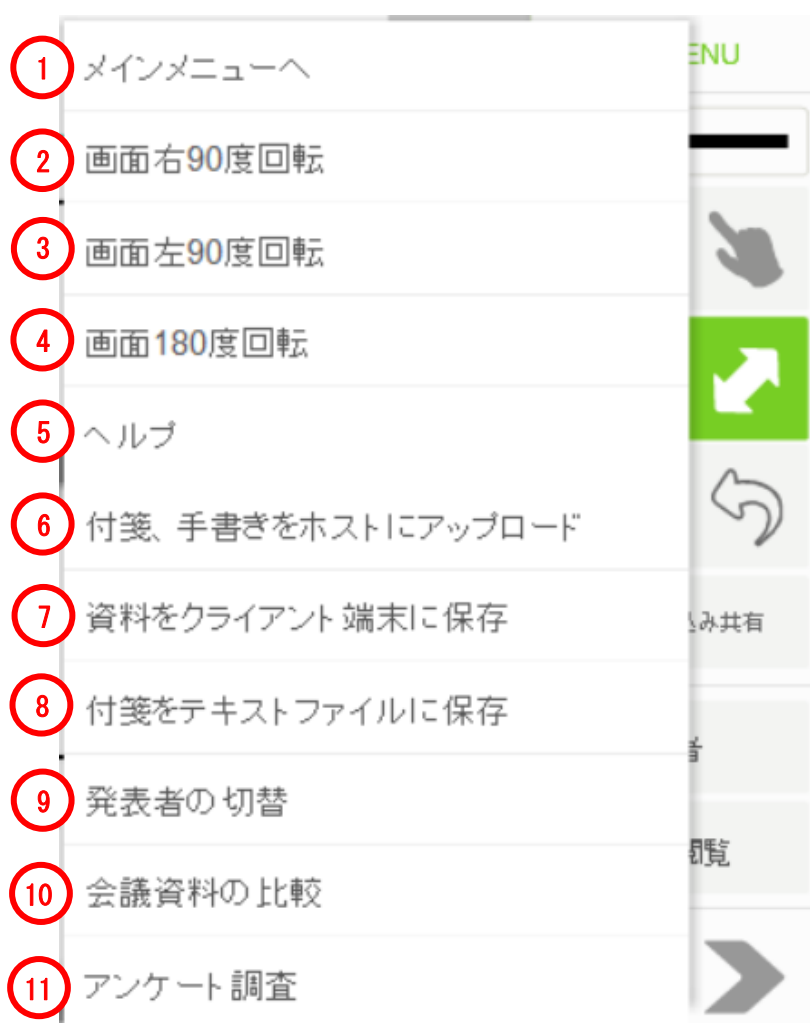 1 メインメニューへ
ENU
2 画面右90度回転
3 画面左90度回転
4 画面180度回転
5 ヘルプ
6 付箋、手書きをホストにアップロード
7 資料をクライアント端末に保存
込み共有
8 付箋をテキストファイルに保存
者
9 発表者の切替
閲覧
10 会議資料の比較
11 アンケート調査